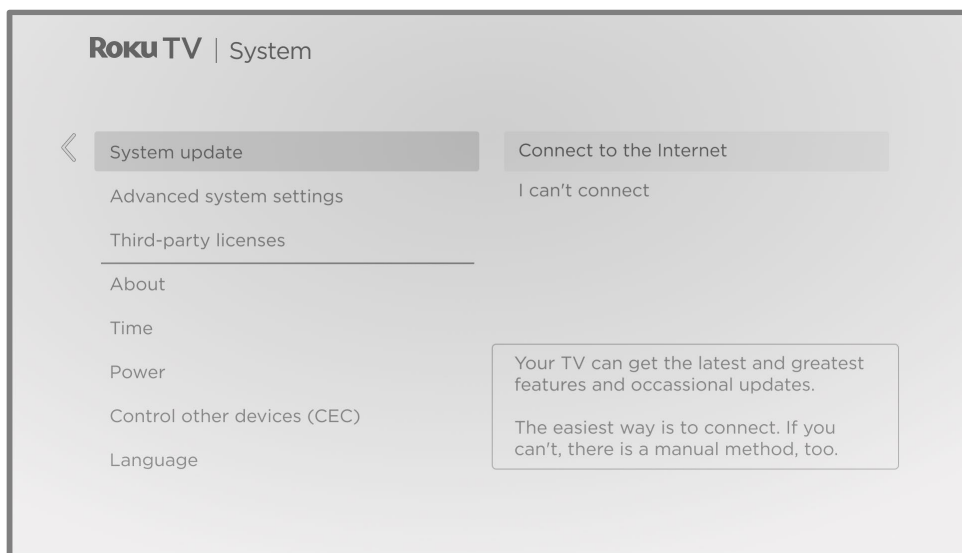 Roku TV | System
System update
Advanced system settings
Third-party licenses
About
Time
Power
Control other devices (CEC)
Language
Connect to the Internet
I can't connect
Your TV can get the latest and greatest
features and occassional updates.
The easiest way is to connect. If you
can't, there is a manual method, too.